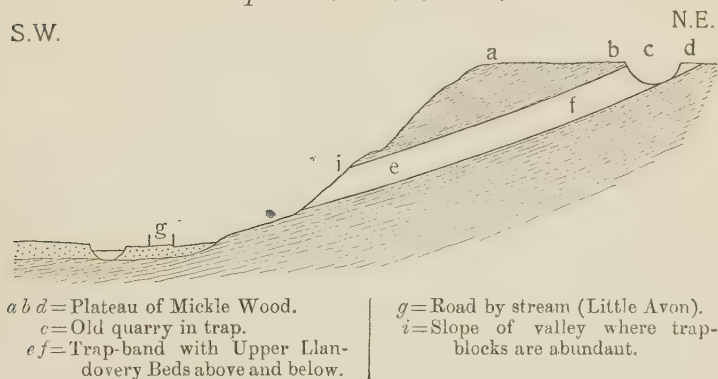 S.W.
N.E.
a b c d
f
i e
g
a b d=Plateau of Mickle Wood.
c=Old quarry in trap.
e f=Trap-band with Upper Llan-
dovery Beds above and below.
g=Road by stream (Little Avon).
i=Slope of valley where trap-
blocks are abundant.